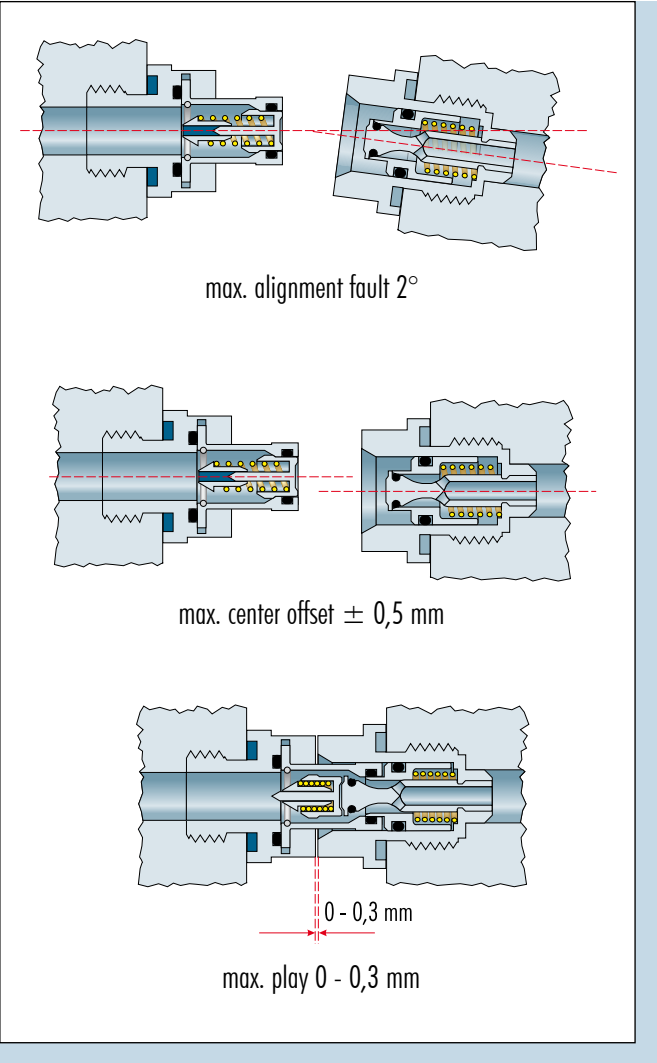 max. alignment fault 2°
max. center offset ± 0,5 mm
0 - 0,3 mm
max. play 0 - 0,3 mm